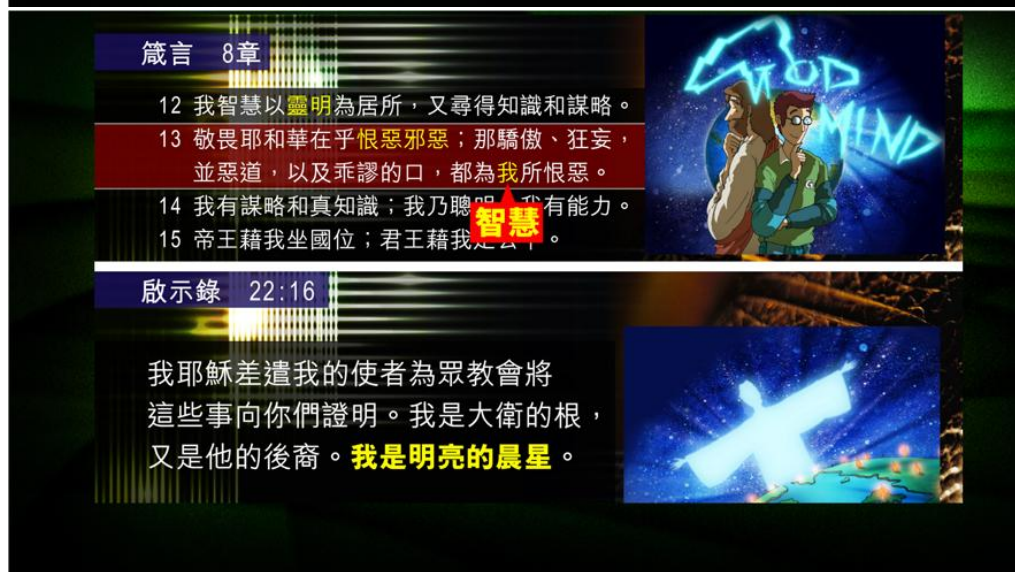 箴言 8章
12 我智慧以靈明為居所，又尋得知識和謀略。
13 敬畏耶和華在乎恨惡邪惡；那驕傲、狂妄，
並惡道，以及乖謬的口，都為我所恨惡。
14 我有謀略和真知識；我乃聰明 我有能力。
智慧
15 帝王藉我坐國位；君王藉我 。
MIND
啟示錄 22:16
我耶穌差遣我的使者為眾教會將
這些事向你們證明。我是大衛的根，
又是他的後裔。我是明亮的晨星。